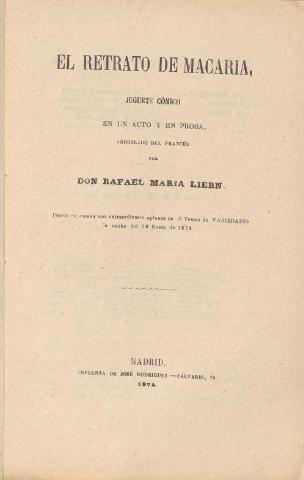 EL RETRATO DE MACARIA,
JUGUETE CÓMICO
EN UN ACTO Y EN PROSA,
ARREGLADO DEL FRANCÉS
POR
DON RAFAEL MARIA LIERN.
Puesto en escena con extraordinario aplauso en el Teatro de VARIEDADES
la noche del 19 Enero de 1874.
MADRID.
IMPRENTA DE JOSÉ RODRIGUEZ.—CALVARIO, 18.
1874.